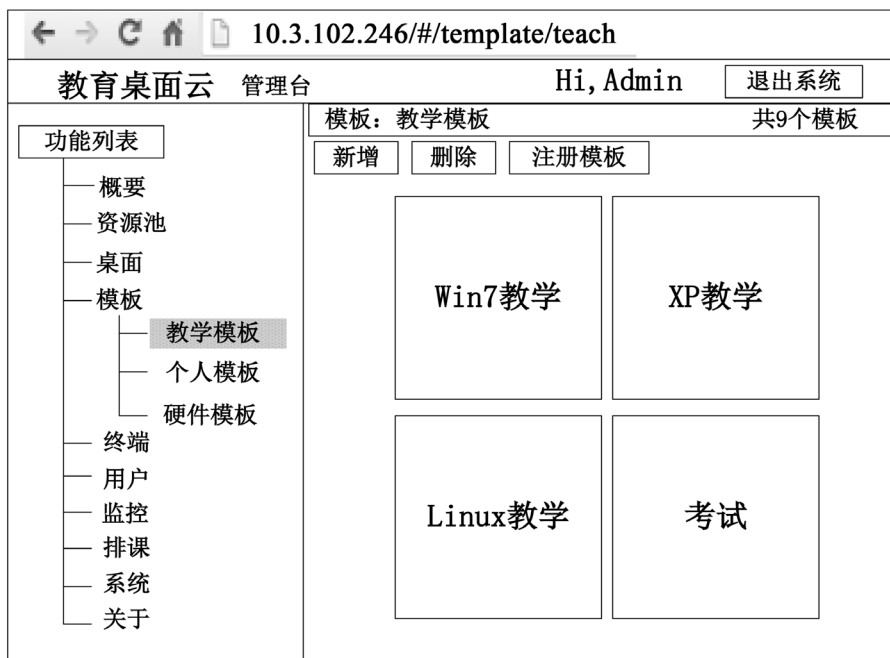 10.3.102.246/#/template/teach
教育桌面云 管理台 Hi,Admin 退出系统
功能列表
概要
资源池
桌面
模板
教学模板
个人模板
硬件模板
终端
用户
监控
排课
系统
关于
模板：教学模板 共9个模板
新增 删除 注册模板
Win7教学 XP教学
Linux教学 考试